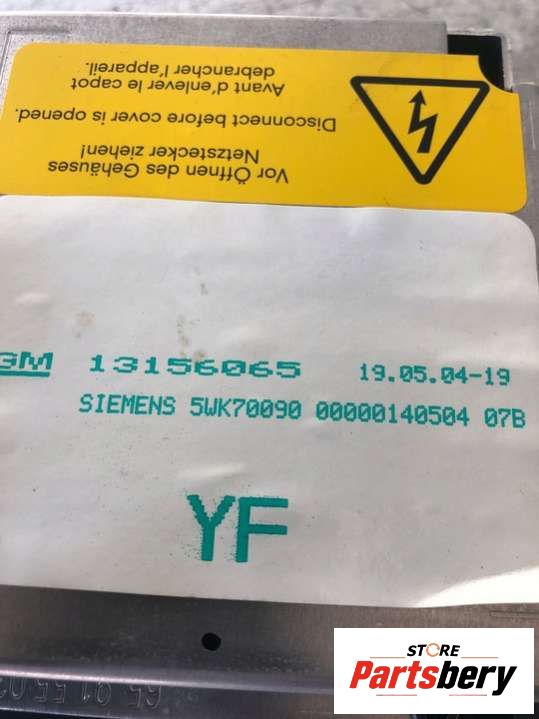 Vor Öffnen des Gehäuses
Netzstecker ziehen!
Disconnect before cover is opened.
Avant d'enlever le capot
debrancher l'appareil.
GM 13156065 19.05.04-19
SIEMENS 5WK70090 00000140504 07B
YF
STORE
Partsbery